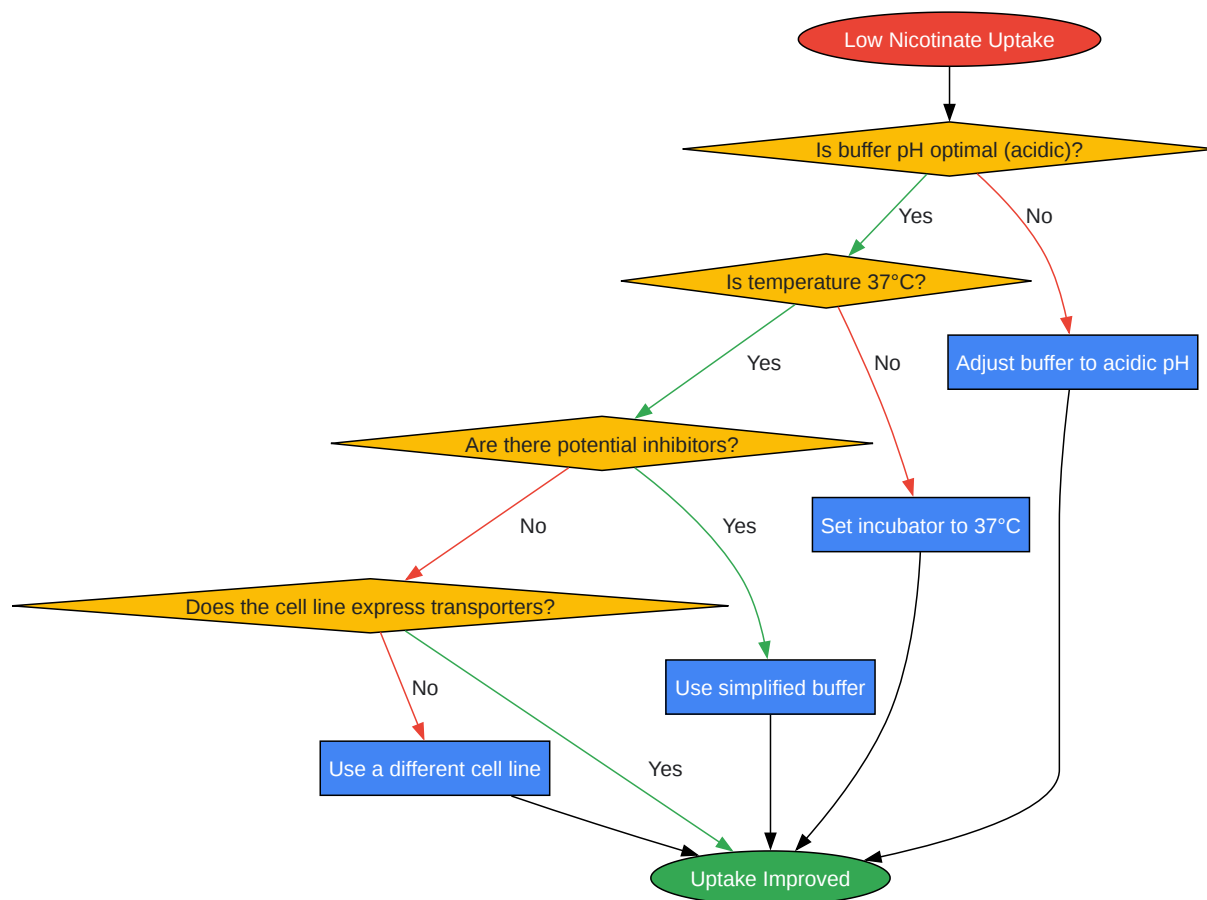 Low Nicotinate Uptake
Is buffer pH optimal (acidic)?
Yes
No
Is temperature 37°C?
Yes
No
Adjust buffer to acidic pH
Are there potential inhibitors?
No
Yes
Set incubator to 37°C
Does the cell line express transporters?
No
Yes
Use simplified buffer
Use a different cell line
Uptake Improved